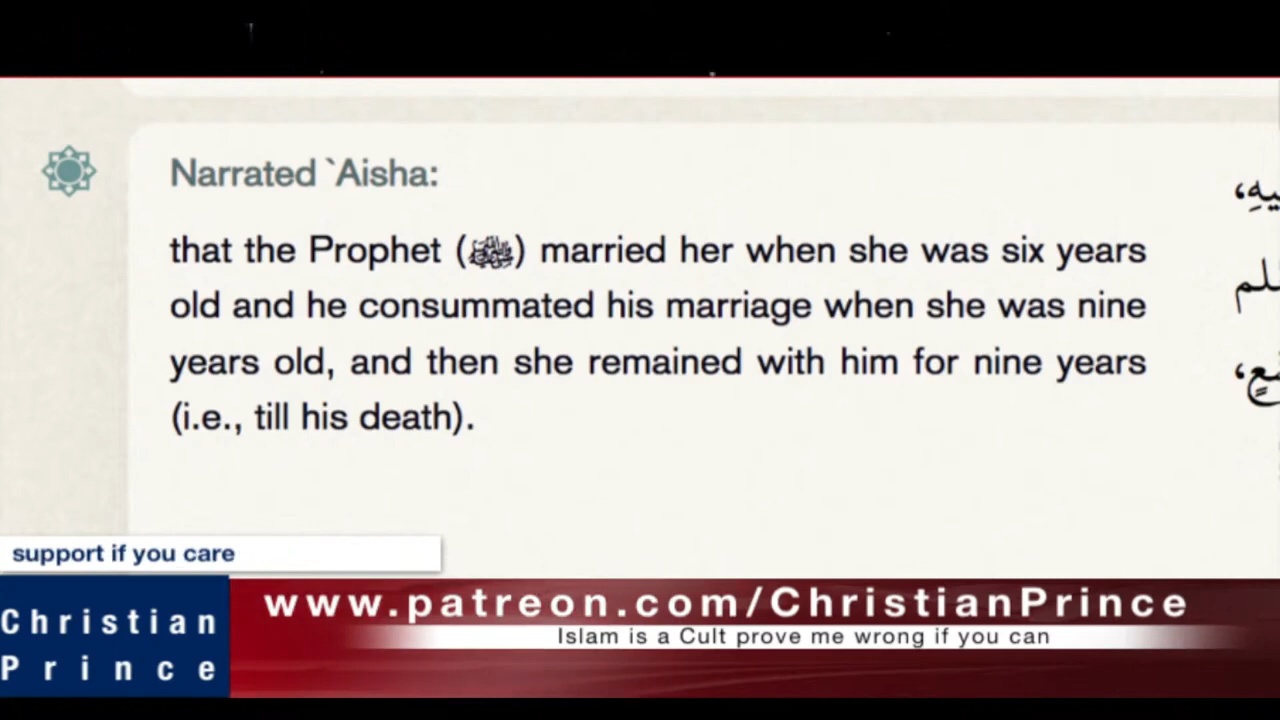 Narrated `Aisha:
that the Prophet (ﷺ) married her when she was six years
old and he consummated his marriage when she was nine
years old, and then she remained with him for nine years
(i.e., till his death).
support if you care
Christian
Prince
www.patreon.com/ChristianPrince
Islam is a Cult prove me wrong if you can